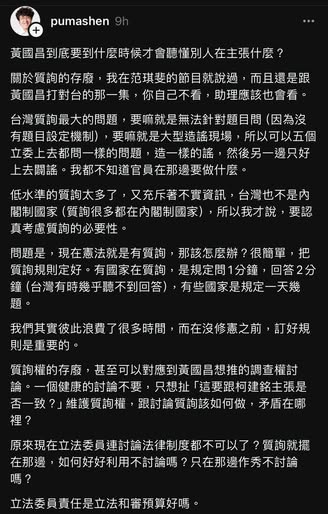 pumashen 9h
黃國昌到底要到什麼時候才會聽懂別人在主張什麼？
關於質詢的存廢，我在范琪斐的節目就說過，而且還是跟
黃國昌打對台的那一集，你自己不看，助理應該也會看。
台灣質詢最大的問題，要嘛就是無法針對題目問（因為沒
有題目設定機制），要嘛就是大型造謠現場，所以可以五個
立委上去都問一樣的問題，造一樣的謠，然後另一邊只好
上去闢謠。我都不知道官員在那邊要做什麼。
低水準的質詢太多了，又充斥著不實資訊，台灣也不是內
閣制國家（質詢很多都在內閣制國家），所以我才說，要認
真考慮質詢的必要性。
問題是，現在憲法就是有質詢，那該怎麼辦？很簡單，把
質詢規則定好。有國家在質詢，是規定問1分鐘，回答2分
鐘（台灣有時幾乎聽不到回答），有些國家是規定一天幾
題。
我們其實彼此浪費了很多時間，而在沒修憲之前，訂好規
則是重要的。
質詢權的存廢，甚至可以對應到黃國昌想推的調查權討
論。一個健康的討論不要，只想扯「這要跟柯建銘主張是
否一致？」維護質詢權，跟討論質詢該如何做，矛盾在哪
裡？
原來現在立法委員連討論法律制度都不可以了？質詢就擺
在那邊，如何好好利用不討論嗎？只在那邊作秀不討論
嗎？
立法委員責任是立法和審預算好嗎。